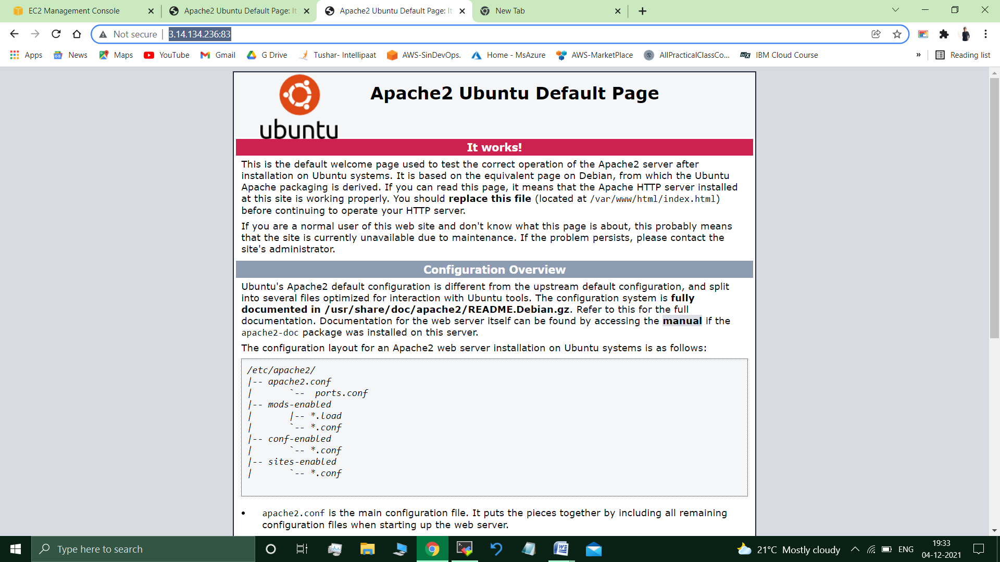 EC2 Management Console
Apache2 Ubuntu Default Page: It
Apache2 Ubuntu Default Page: It
New Tab
Not secure
3.14.134.236:83
Apps
News
Maps
YouTube
Gmail
G Drive
Tushar- Intellipaat
AWS-SinDevOps.
Home - MsAzure
AWS-MarketPlace
AllPracticalClassCo...
edX
IBM Cloud Course
»
Reading list
ubuntu
Apache2 Ubuntu Default Page
It works!
This is the default welcome page used to test the correct operation of the Apache2 server after
installation on Ubuntu systems. It is based on the equivalent page on Debian, from which the Ubuntu
Apache packaging is derived. If you can read this page, it means that the Apache HTTP server installed
at this site is working properly. You should replace this file (located at /var/www/html/index.html)
before continuing to operate your HTTP server.
If you are a normal user of this web site and don't know what this page is about, this probably means
that the site is currently unavailable due to maintenance. If the problem persists, please contact the
site's administrator.
Configuration Overview
Ubuntu's Apache2 default configuration is different from the upstream default configuration, and split
into several files optimized for interaction with Ubuntu tools. The configuration system is fully
documented in /usr/share/doc/apache2/README.Debian.gz. Refer to this for the full
documentation. Documentation for the web server itself can be found by accessing the manual if the
apache2-doc package was installed on this server.
The configuration layout for an Apache2 web server installation on Ubuntu systems is as follows:
/etc/apache2/
|-- apache2.conf
|       `--  ports.conf
|-- mods-enabled
|       |-- *.load
|       `-- *.conf
|-- conf-enabled
|       `-- *.conf
|-- sites-enabled
|       `-- *.conf
• apache2.conf is the main configuration file. It puts the pieces together by including all remaining
configuration files when starting up the web server.
Type here to search
21°C Mostly cloudy
ENG
19:33
04-12-2021